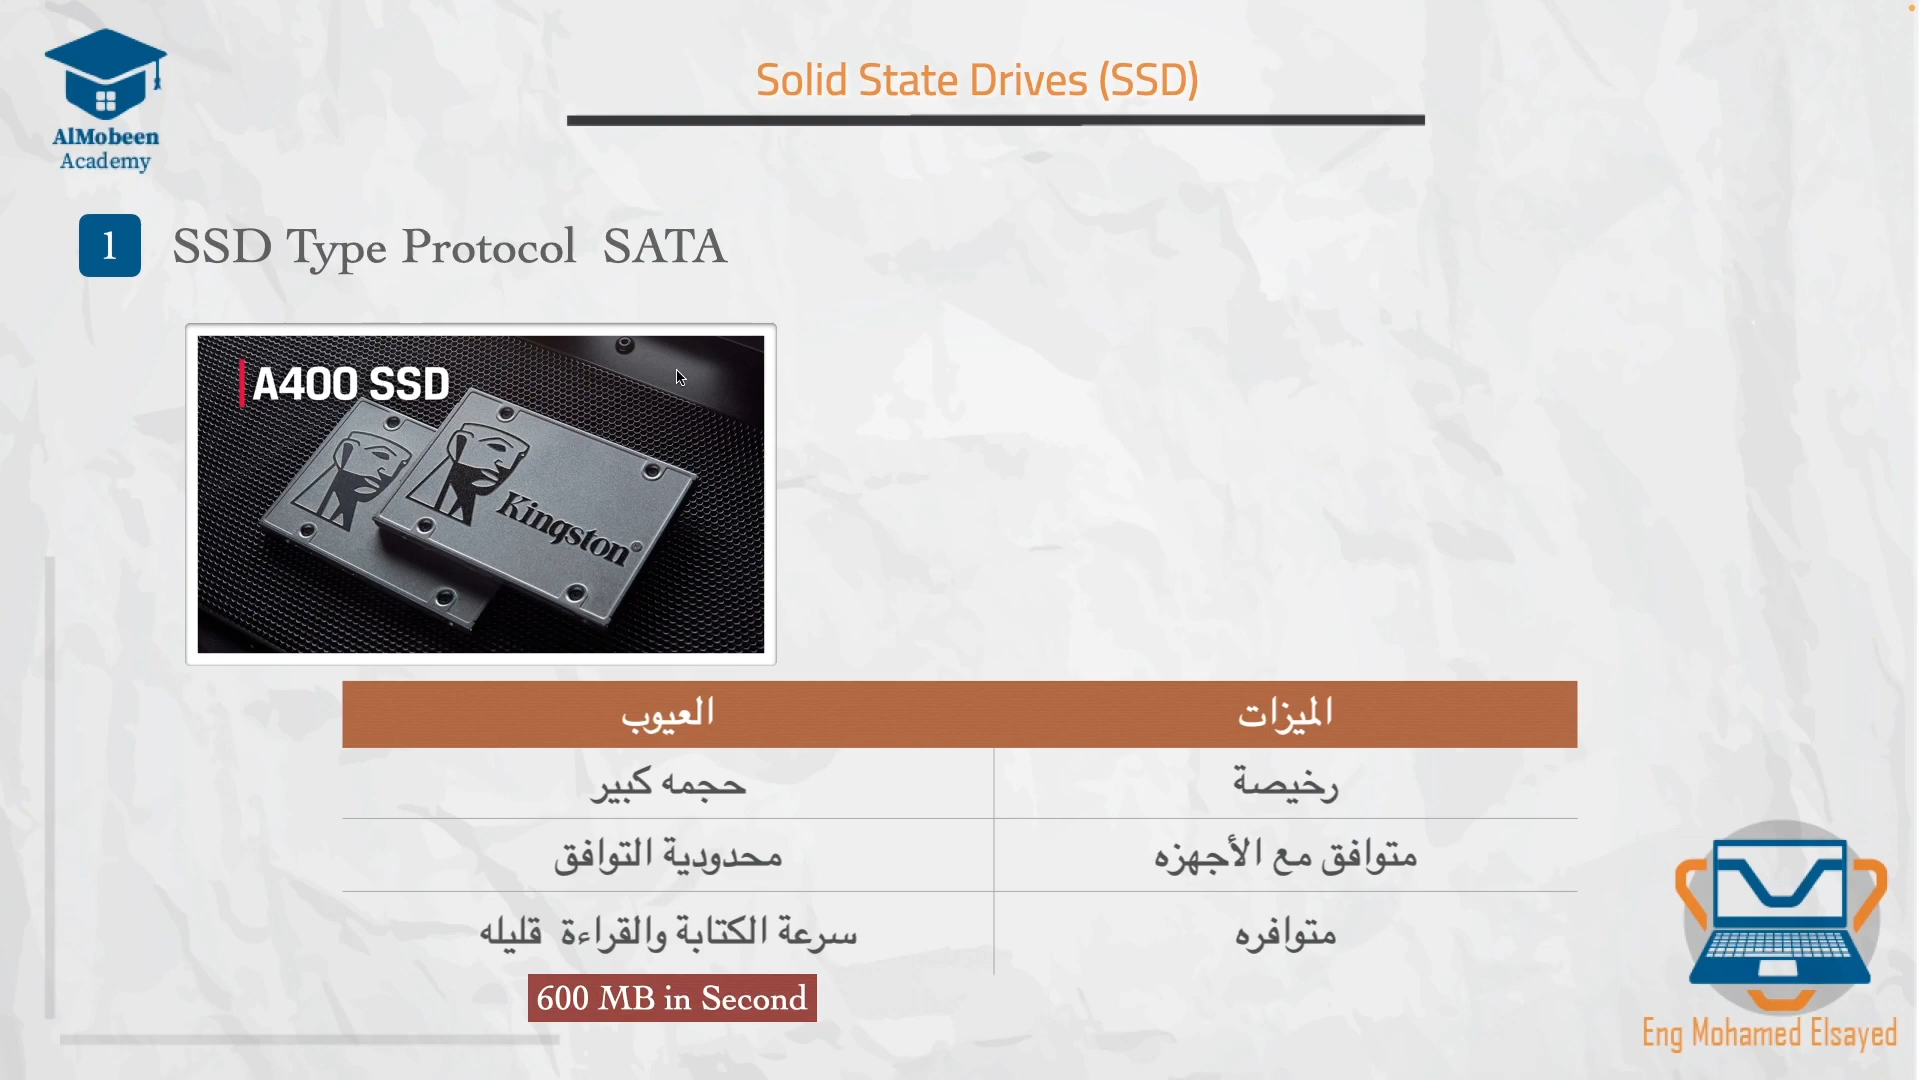 AlMobeen
Academy
Solid State Drives (SSD)
1 SSD Type Protocol SATA
A400 SSD
Kingston
الميزات العيوب
رخيصة حجمه كبير
متوافق مع الأجهزه محدودية التوافق
متوافره سرعة الكتابة والقراءة قليله
600 MB in Second
Eng Mohamed Elsayed